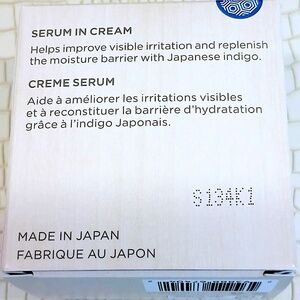 SERUM IN CREAM
Helps improve visible irritation and replenish
the moisture barrier with Japanese indigo.
CREME SERUM
Aide à améliorer les irritations visibles
et à reconstituer la barrière d'hydratation
grâce à l'indigo Japonais.
S134K1
MADE IN JAPAN
FABRIQUE AU JAPON